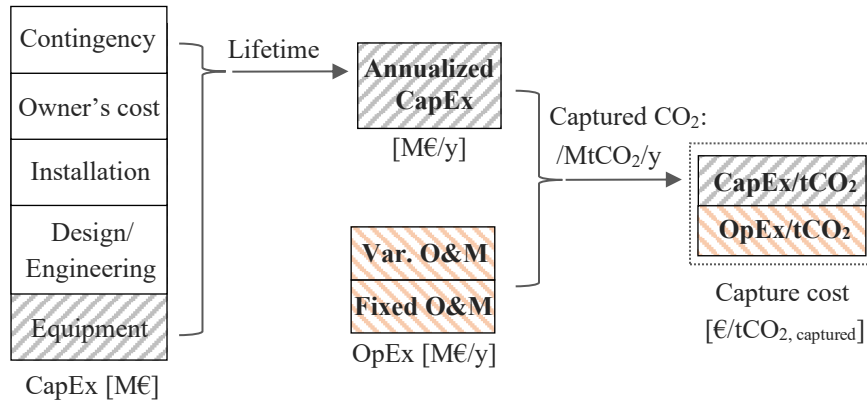 Contingency
Owner's cost
Installation
Design/
Engineering
Equipment
CapEx [M€]
Lifetime
Annualized
CapEx
[M€/y]
Var. O&M
Fixed O&M
OpEx [M€/y]
Captured CO₂:
/MtCO₂/y
CapEx/tCO₂
OpEx/tCO₂
Capture cost
[€/tCO₂, captured]